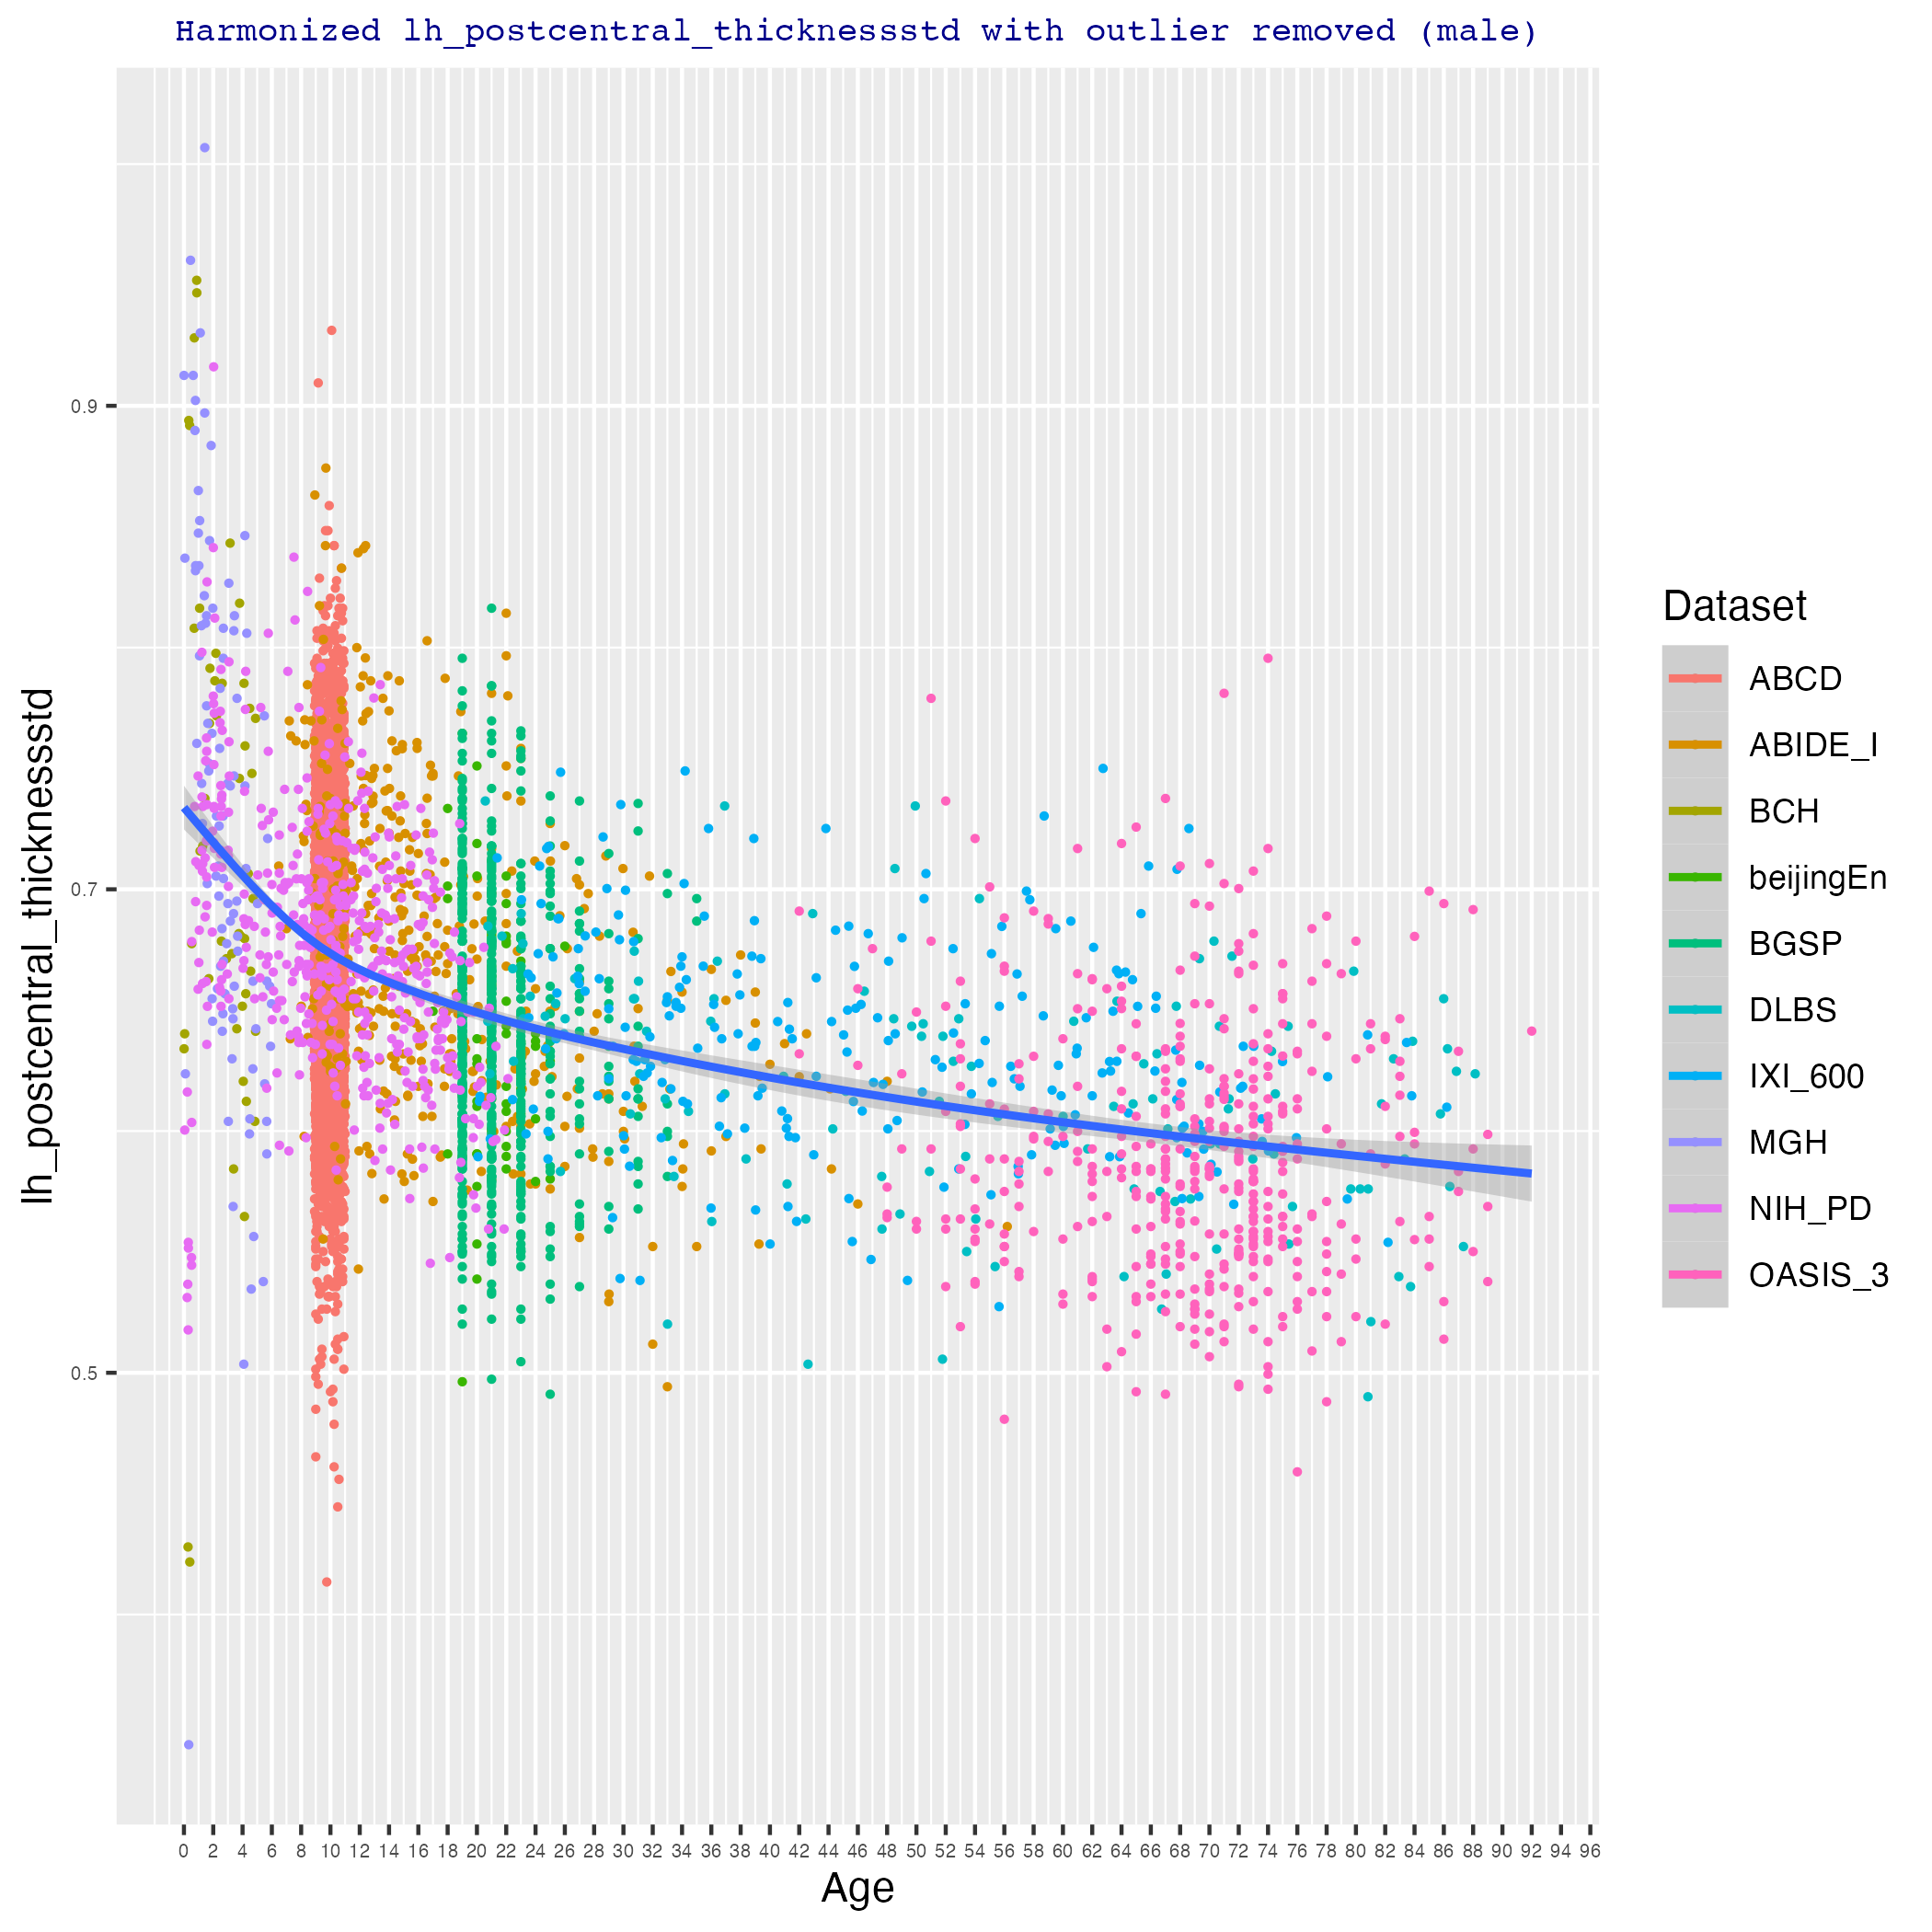 Harmonized lh_postcentral_thicknessstd with outlier removed (male)
lh_postcentral_thicknessstd
0.9
0.7
0.5
0 2 4 6 8 10 12 14 16 18 20 22 24 26 28 30 32 34 36 38 40 42 44 46 48 50 52 54 56 58 60 62 64 66 68 70 72 74 76 78 80 82 84 86 88 90 92 94 96
Age
Dataset
ABCD
ABIDE_I
BCH
beijingEn
BGSP
DLBS
IXI_600
MGH
NIH_PD
OASIS_3